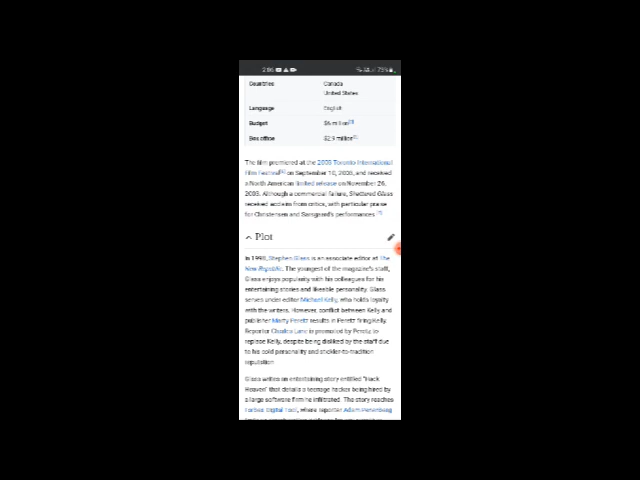 2:06 75%
Countries Canada
United States
Language English
Budget $6 million
Box office $2.9 million
The film premiered at the 2003 Toronto International
Film Festival on September 10, 2003, and received
a North American limited release on November 26,
2003. Although a commercial failure, Shattered Glass
received acclaim from critics, with particular praise
for Christensen and Sarsgaard's performances.
Plot
In 1998, Stephen Glass is an associate editor at The
New Republic. The youngest of the magazine's staff,
Glass enjoys popularity with his colleagues for his
entertaining stories and likeable personality. Glass
serves under editor Michael Kelly, who holds loyalty
with the writers. However, conflict between Kelly and
publisher Marty Peretz results in Peretz firing Kelly.
Reporter Charles Lane is promoted by Peretz to
replace Kelly, despite being disliked by the staff due
to his cold personality and stickler-to-tradition
reputation.
Glass writes an entertaining story entitled "Hack
Heaven" that details a teenage hacker being hired by
a large software firm he infiltrated. The story reaches
Forbes Digital Tool, where reporter Adam Penenberg